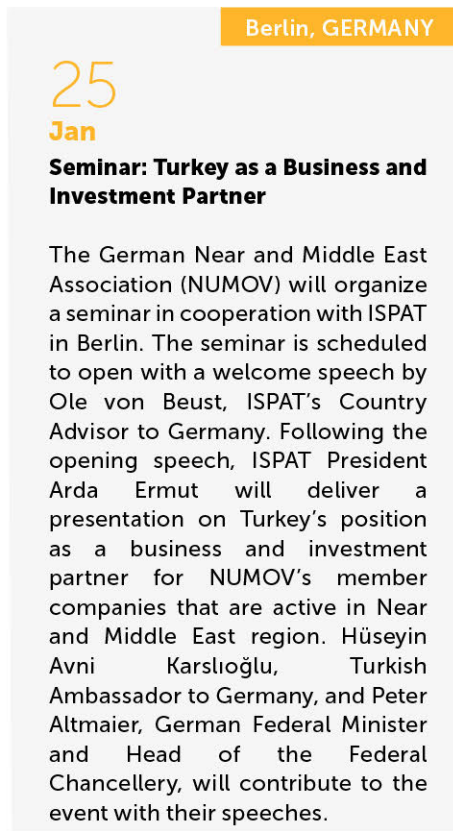 Berlin, GERMANY
25
Jan
Seminar: Turkey as a Business and
Investment Partner
The German Near and Middle East
Association (NUMOV) will organize
a seminar in cooperation with ISPAT
in Berlin. The seminar is scheduled
to open with a welcome speech by
Ole von Beust, ISPAT's Country
Advisor to Germany. Following the
opening speech, ISPAT President
Arda Ermut will deliver a
presentation on Turkey's position
as a business and investment
partner for NUMOV's member
companies that are active in Near
and Middle East region. Hüseyin
Avni Karslıoğlu, Turkish
Ambassador to Germany, and Peter
Altmaier, German Federal Minister
and Head of the Federal
Chancellery, will contribute to the
event with their speeches.